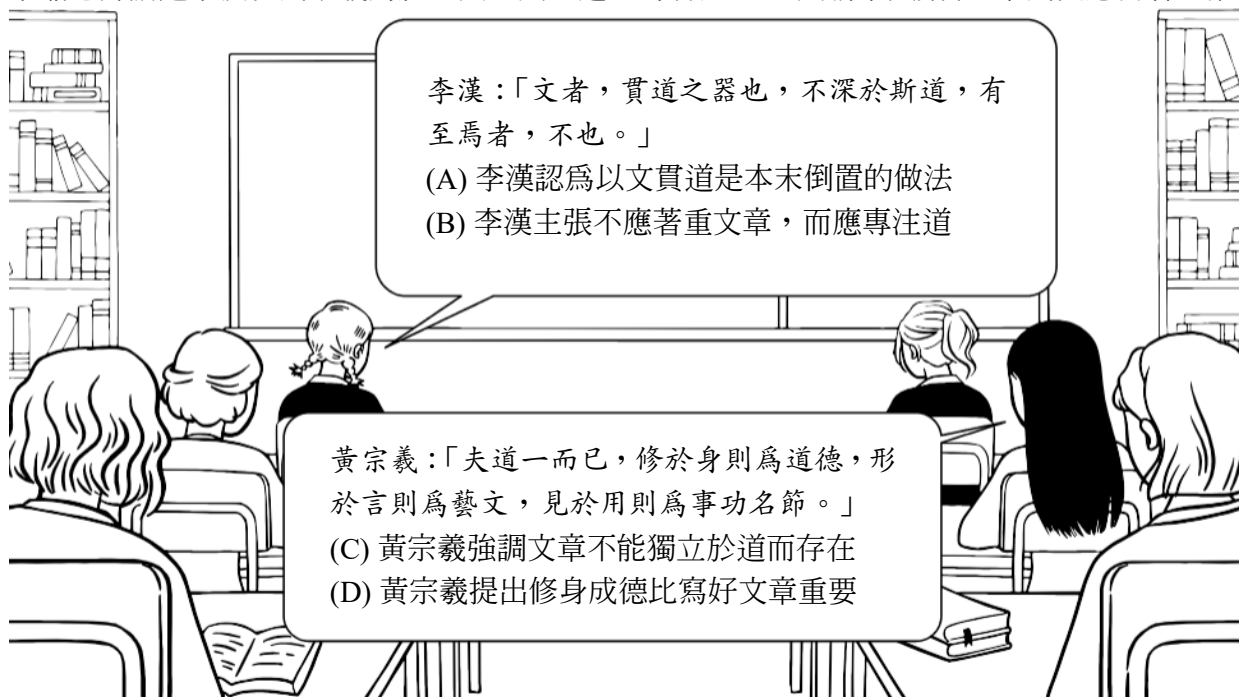 李漢：「文者，貫道之器也，不深於斯道，有
至焉者，不也。」
(A) 李漢認爲以文貫道是本末倒置的做法
(B) 李漢主張不應著重文章，而應專注道
黃宗羲：「夫道一而已，修於身則爲道德，形
於言則爲藝文，見於用則爲事功名節。」
(C) 黃宗羲強調文章不能獨立於道而存在
(D) 黃宗羲提出修身成德比寫好文章重要